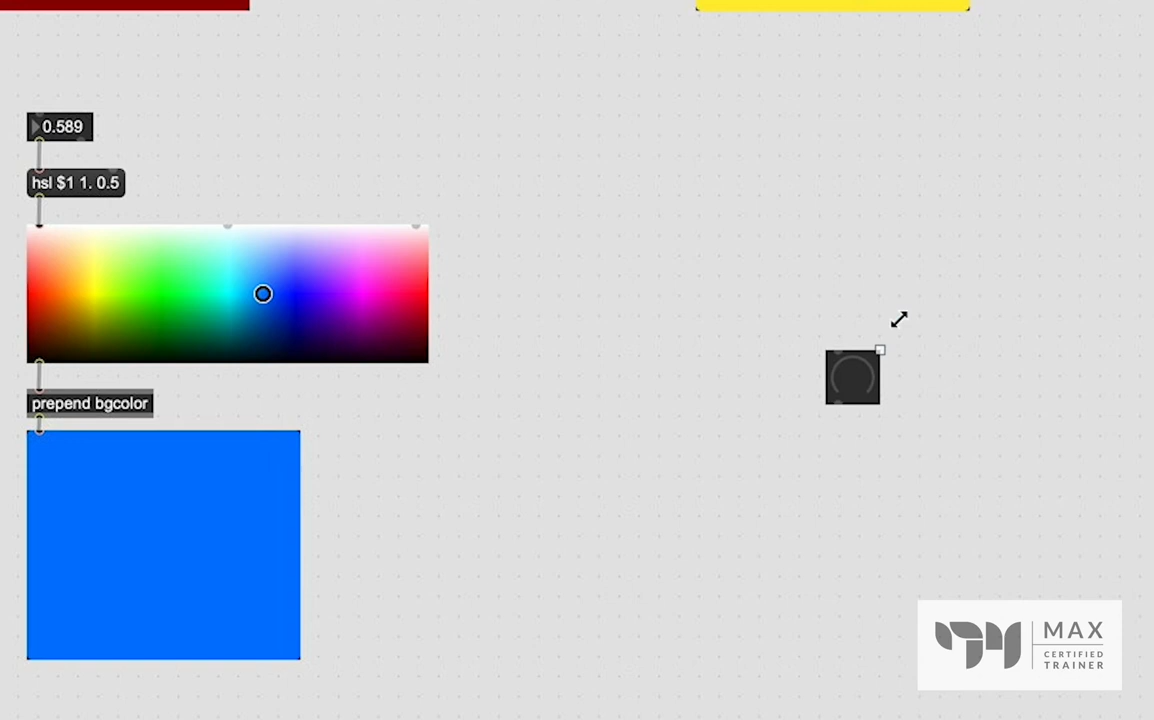 0.589
hsl $1 1. 0.5
prepend bgcolor
MAX
CERTIFIED
TRAINER